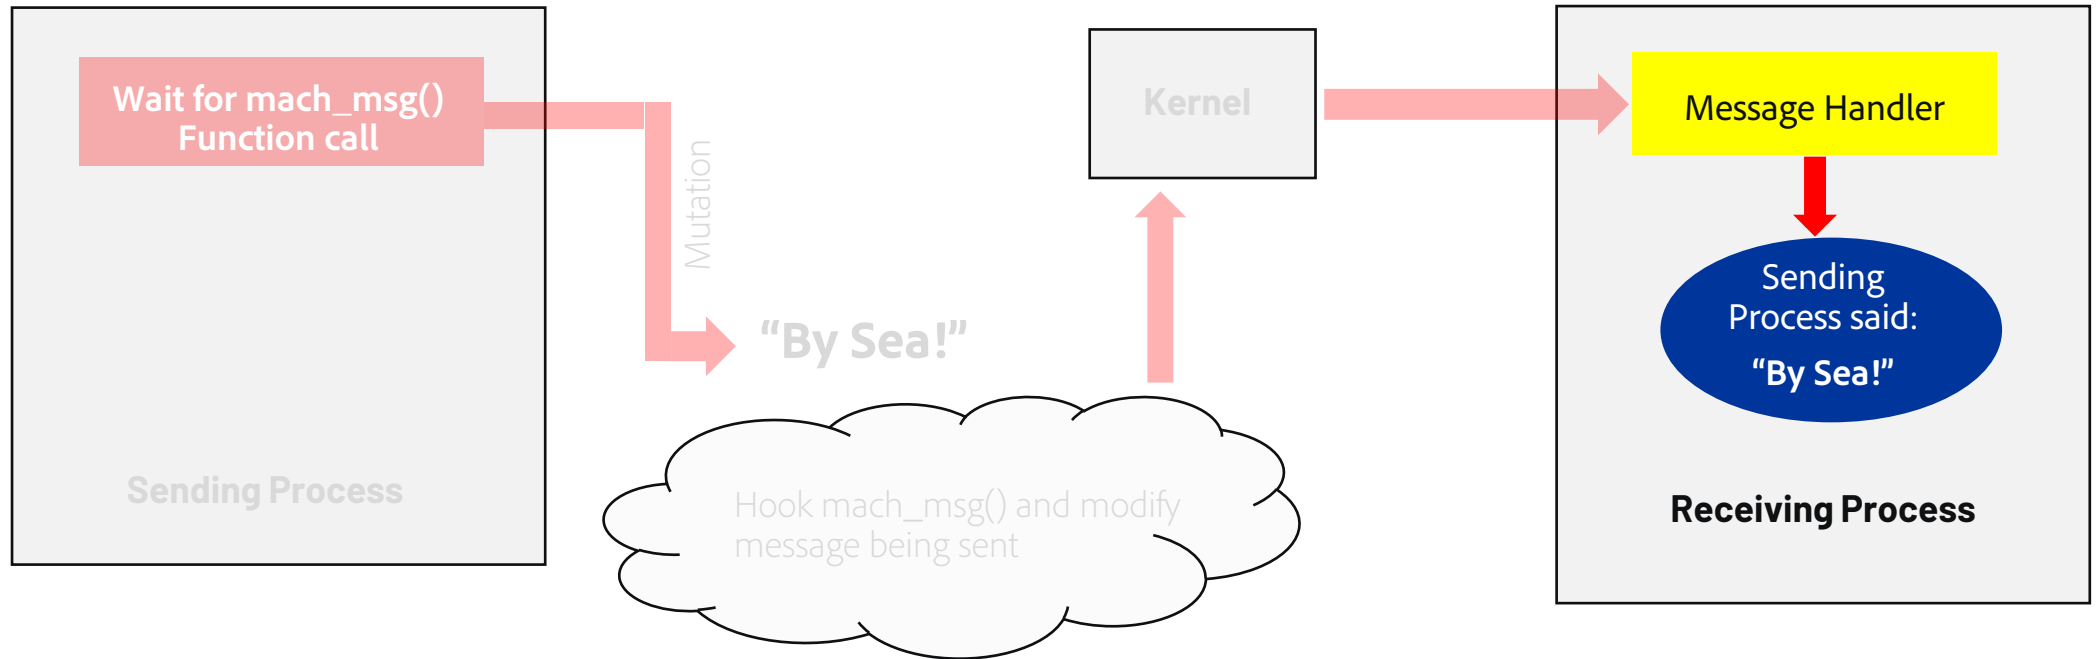 Wait for mach_msg()
Function call
Sending Process
Mutation
“By Sea!”
Hook mach_msg() and modify
message being sent
Kernel
Message Handler
Sending
Process said:
“By Sea!”
Receiving Process